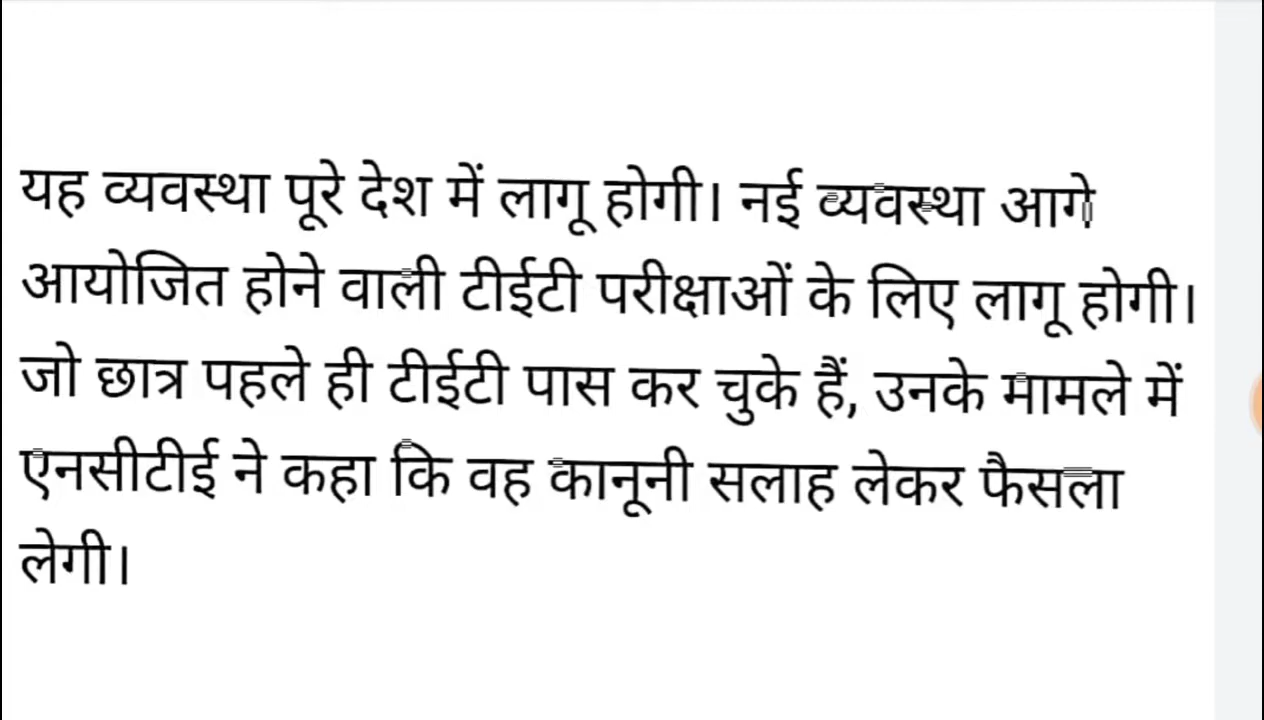 यह व्यवस्था पूरे देश में लागू होगी। नई व्यवस्था आगे
आयोजित होने वाली टीईटी परीक्षाओं के लिए लागू होगी।
जो छात्र पहले ही टीईटी पास कर चुके हैं, उनके मामले में
एनसीटीई ने कहा कि वह कानूनी सलाह लेकर फैसला
लेगी।